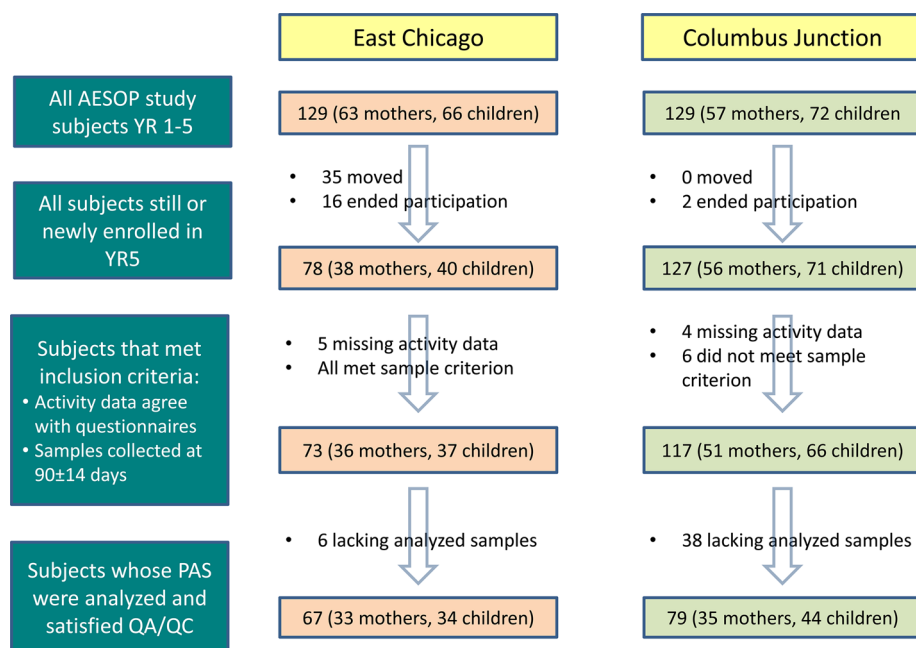 East Chicago
Columbus Junction
All AESOP study
subjects YR 1-5
129 (63 mothers, 66 children)
129 (57 mothers, 72 children
• 35 moved
• 16 ended participation
• 0 moved
• 2 ended participation
All subjects still or
newly enrolled in
YR5
78 (38 mothers, 40 children)
127 (56 mothers, 71 children)
Subjects that met
inclusion criteria:
• Activity data agree
with questionnaires
• Samples collected at
90±14 days
• 5 missing activity data
• All met sample criterion
• 4 missing activity data
• 6 did not meet sample
criterion
73 (36 mothers, 37 children)
117 (51 mothers, 66 children)
• 6 lacking analyzed samples
• 38 lacking analyzed samples
Subjects whose PAS
were analyzed and
satisfied QA/QC
67 (33 mothers, 34 children)
79 (35 mothers, 44 children)